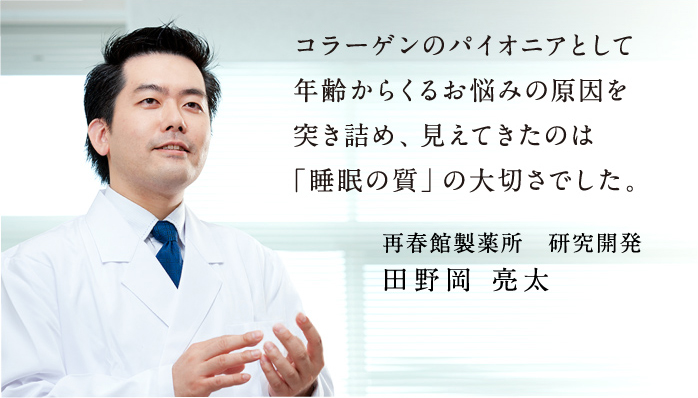 コラーゲンのパイオニアとして
年齢からくるお悩みの原因を
突き詰め、見えてきたのは
「睡眠の質」の大切さでした。
再春館製薬所　研究開発
田野岡 亮太